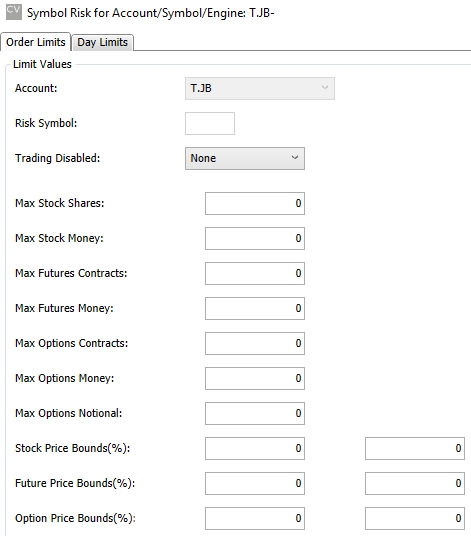 CV Symbol Risk for Account/Symbol/Engine: T.JB-
Order Limits Day Limits
Limit Values
Account: T.JB
Risk Symbol:
Trading Disabled: None
Max Stock Shares: 0
Max Stock Money: 0
Max Futures Contracts: 0
Max Futures Money: 0
Max Options Contracts: 0
Max Options Money: 0
Max Options Notional: 0
Stock Price Bounds(%): 0 0
Future Price Bounds(%): 0 0
Option Price Bounds(%): 0 0